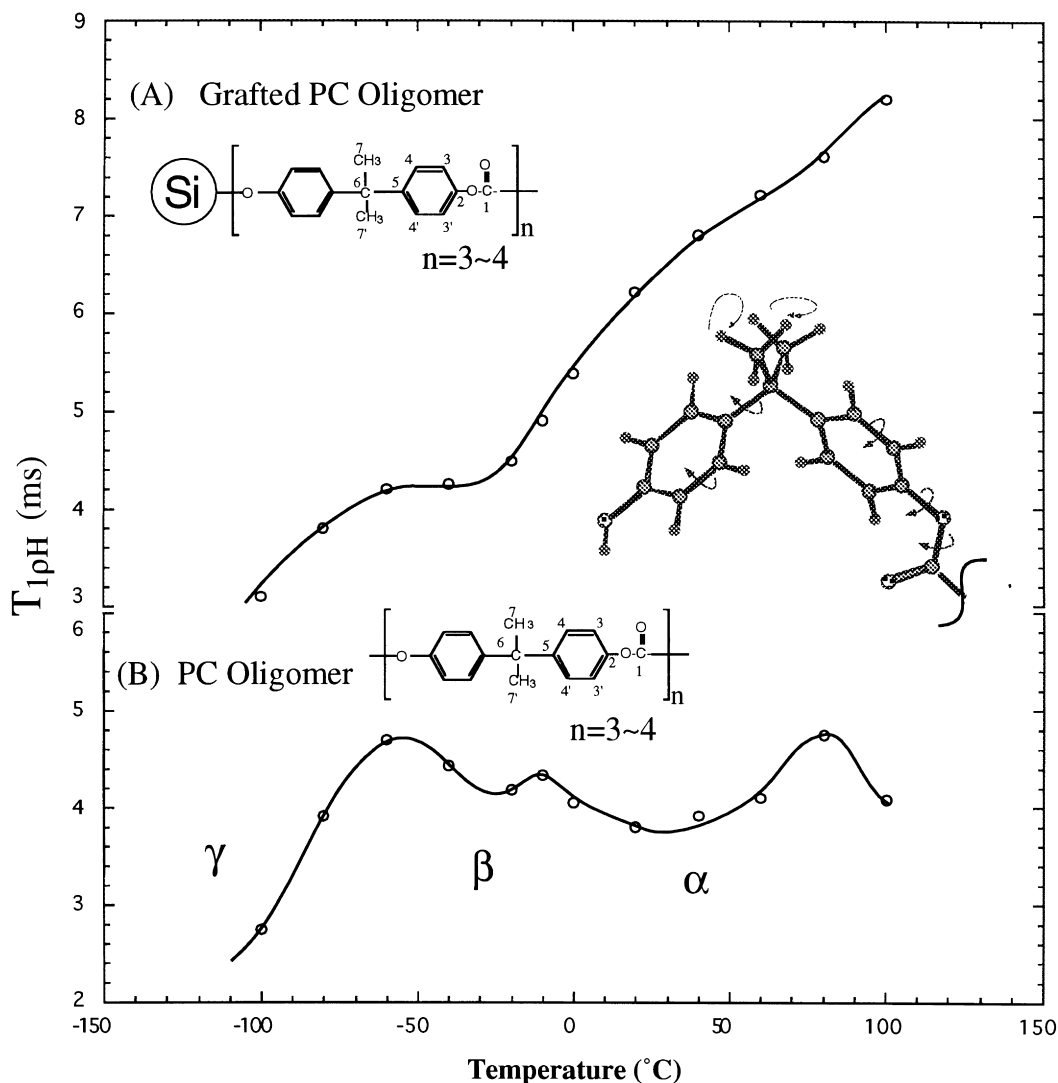 9
(A) Grafted PC Oligomer
8
7
CH3
4
3
O
Si
O
6
C
5
2
O-C-
1
CH3
7'
4'
3'
n
n=3~4
7
6
5
4
3
T1ρH (ms)
6
7
CH3
4
3
O
O
6
C
5
2
O-C
1
(B) PC Oligomer
CH3
7'
4'
3'
n
n=3~4
5
4
γ
β
α
3
2
-150 -100 -50 0 50 100 150
Temperature (°C)